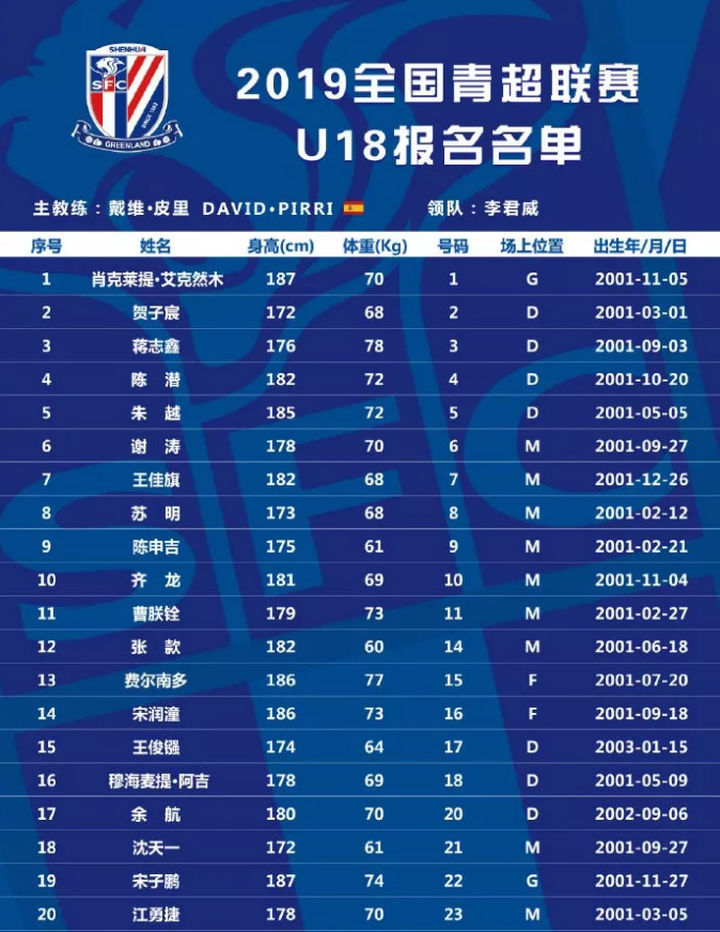 SHENHUA
SFC
SINCE 1993
GREENLAND
2019全国青超联赛
U18报名名单
主教练：戴维·皮里 DAVID·PIRRI 领队：李君威
序号 姓名 身高(cm) 体重(Kg) 号码 场上位置 出生年/月/日
1 肖克莱提·艾克然木 187 70 1 G 2001-11-05
2 贺子宸 172 68 2 D 2001-03-01
3 蒋志鑫 176 78 3 D 2001-09-03
4 陈 潜 182 72 4 D 2001-10-20
5 朱 越 185 72 5 D 2001-05-05
6 谢 涛 178 70 6 M 2001-09-27
7 王佳旗 182 68 7 M 2001-12-26
8 苏 明 173 68 8 M 2001-02-12
9 陈申吉 175 61 9 M 2001-02-21
10 齐 龙 181 69 10 M 2001-11-04
11 曹朕铨 179 73 11 M 2001-02-27
12 张 款 182 60 14 M 2001-06-18
13 费尔南多 186 77 15 F 2001-07-20
14 宋润潼 186 73 16 F 2001-09-18
15 王俊镪 174 64 17 D 2003-01-15
16 穆海麦提·阿吉 178 69 18 D 2001-05-09
17 余 航 180 70 20 D 2002-09-06
18 沈天一 172 61 21 M 2001-09-27
19 宋子鹏 187 74 22 G 2001-11-27
20 江勇捷 178 70 23 M 2001-03-05